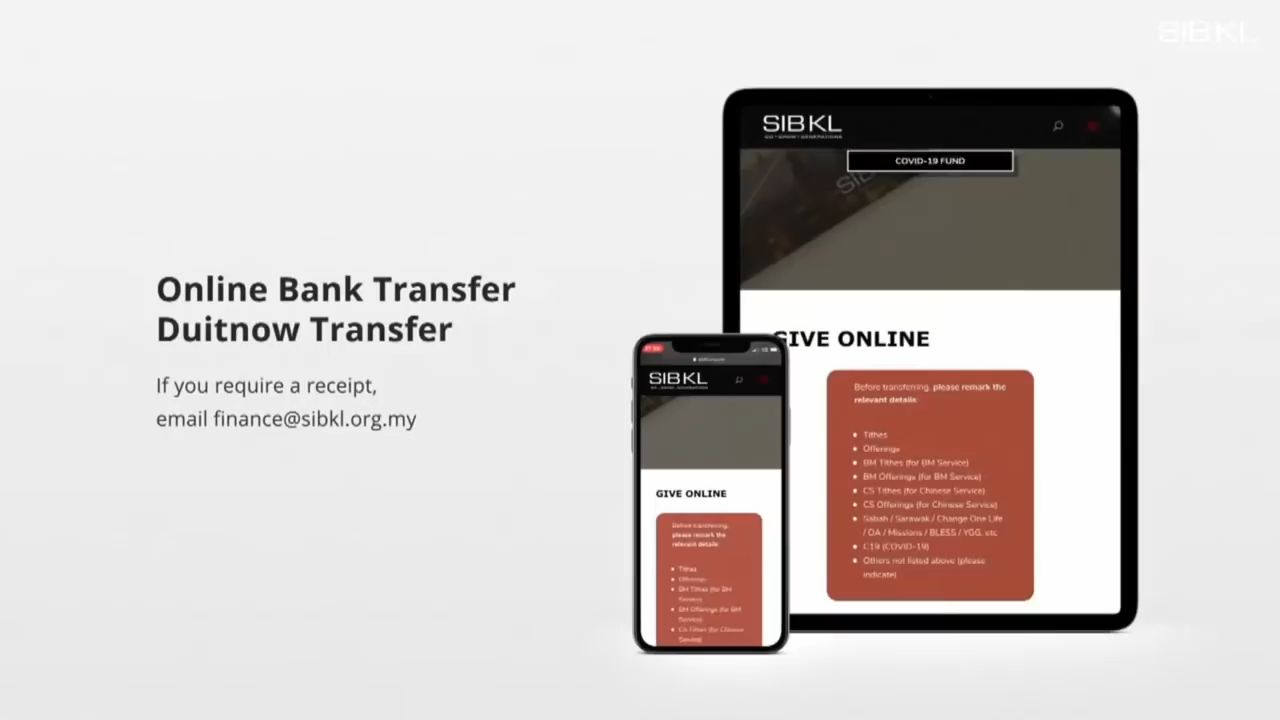 SIBKL
Online Bank Transfer
Duitnow Transfer
If you require a receipt,
email finance@sibkl.org.my
SIBKL
COVID-19 FUND
SIB
GIVE ONLINE
Before transferring, please remark the
relevant details:
Tithes
Offerings
BM Tithes (for BM Service)
BM Offerings (for BM Service)
CS Tithes (for Chinese Service)
CS Offerings (for Chinese Service)
Sabah / Sarawak / Change One Life
/ OA / Missions / BLESS / YGG, etc
C19 (COVID-19)
Others not listed above (please
indicate)
SIBKL
GIVE ONLINE
Before transferring,
please remark the
relevant details:
Tithes
Offerings
BM Tithes (for BM
Service)
BM Offerings (for BM
Service)
CS Tithes (for Chinese
Service)